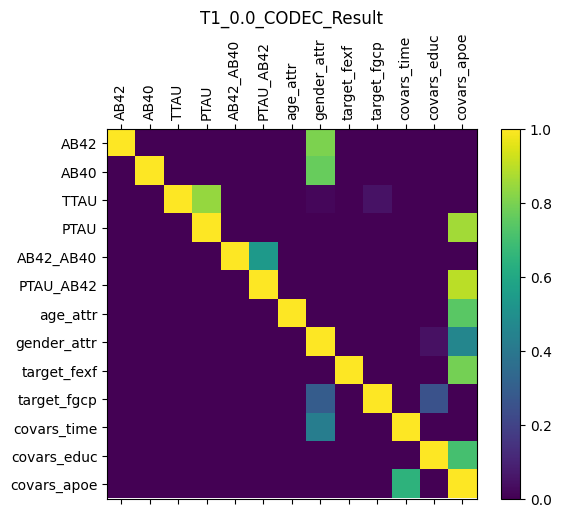 T1_0.0_CODEC_Result
AB42
AB40
TTAU
PTAU
AB42_AB40
PTAU_AB42
age_attr
gender_attr
target_fexf
target_fgcp
covars_time
covars_educ
covars_apoe
AB42
AB40
TTAU
PTAU
AB42_AB40
PTAU_AB42
age_attr
gender_attr
target_fexf
target_fgcp
covars_time
covars_educ
covars_apoe
1.0
0.8
0.6
0.4
0.2
0.0